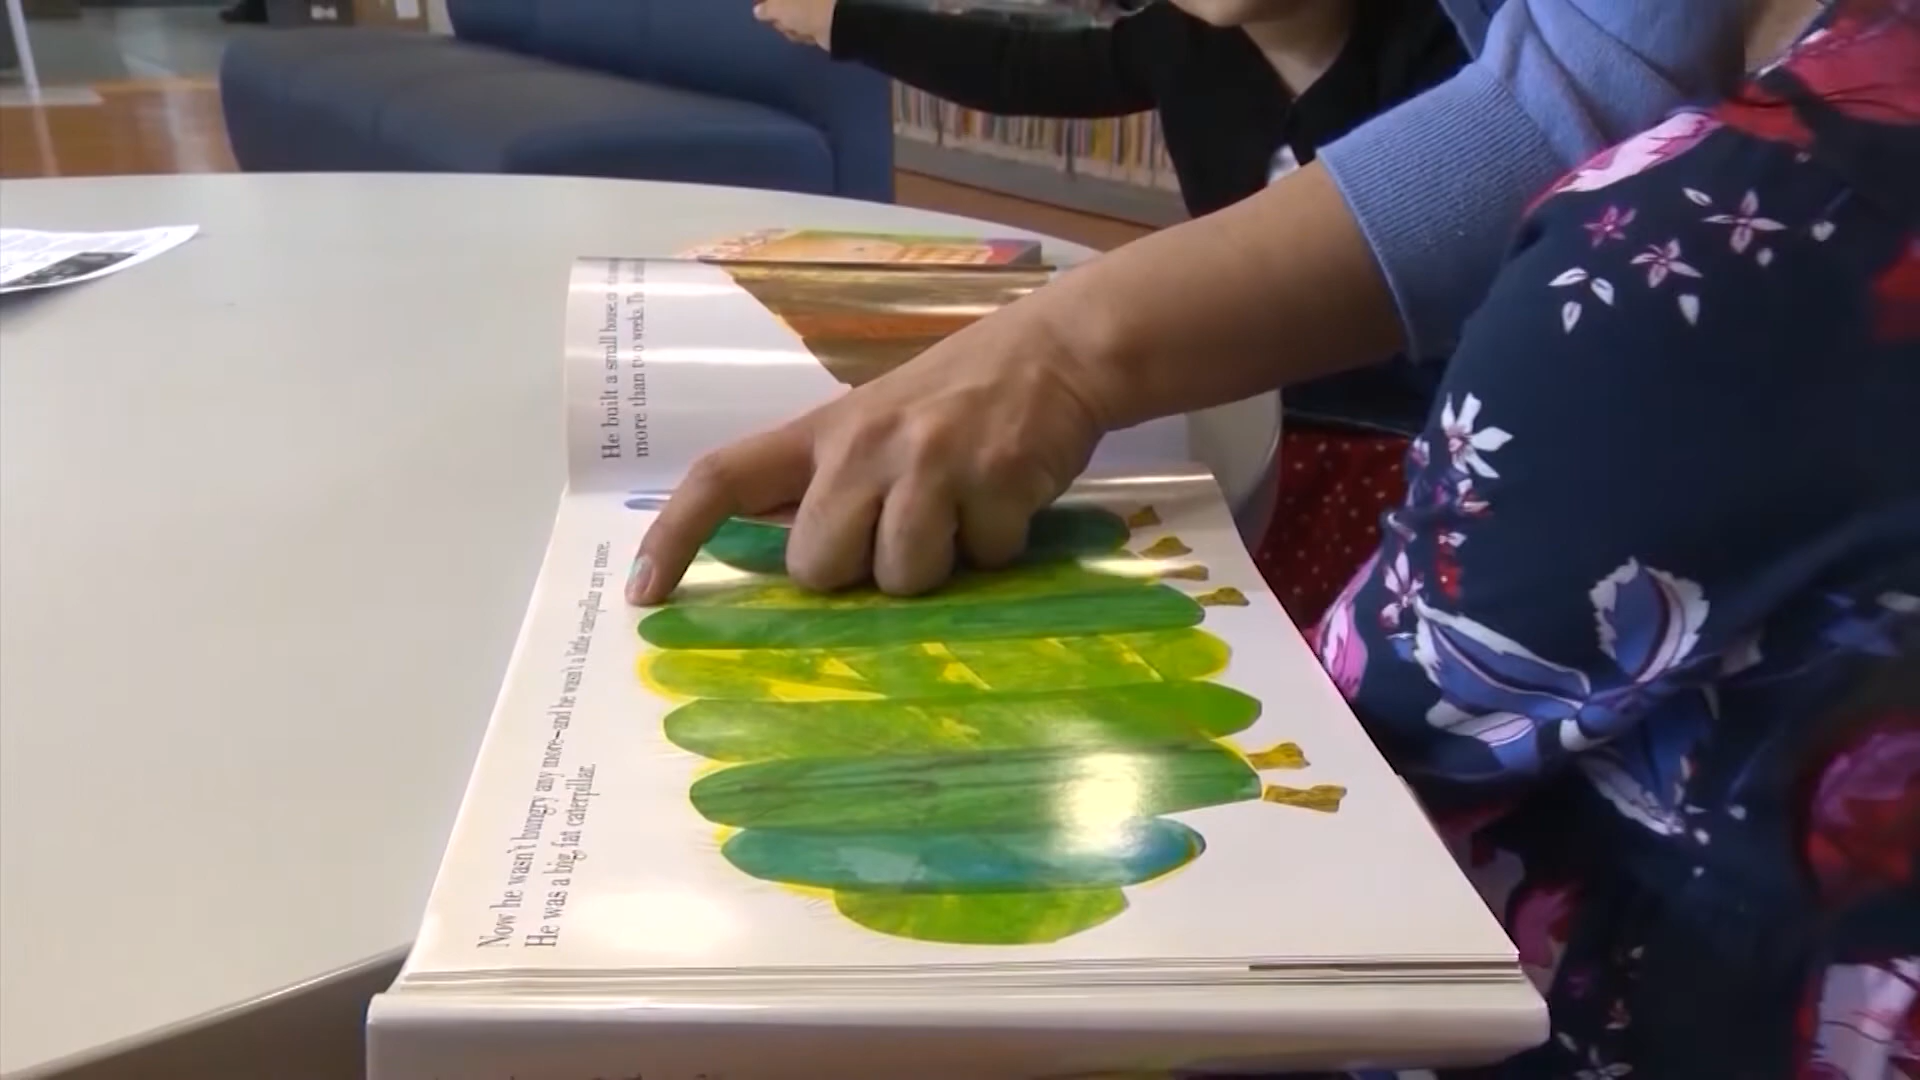 Now he wasn't hungry any more—and he wasn't a little caterpillar any more.
He was a big, fat caterpillar.
He built a small house,
more than two weeks. Th